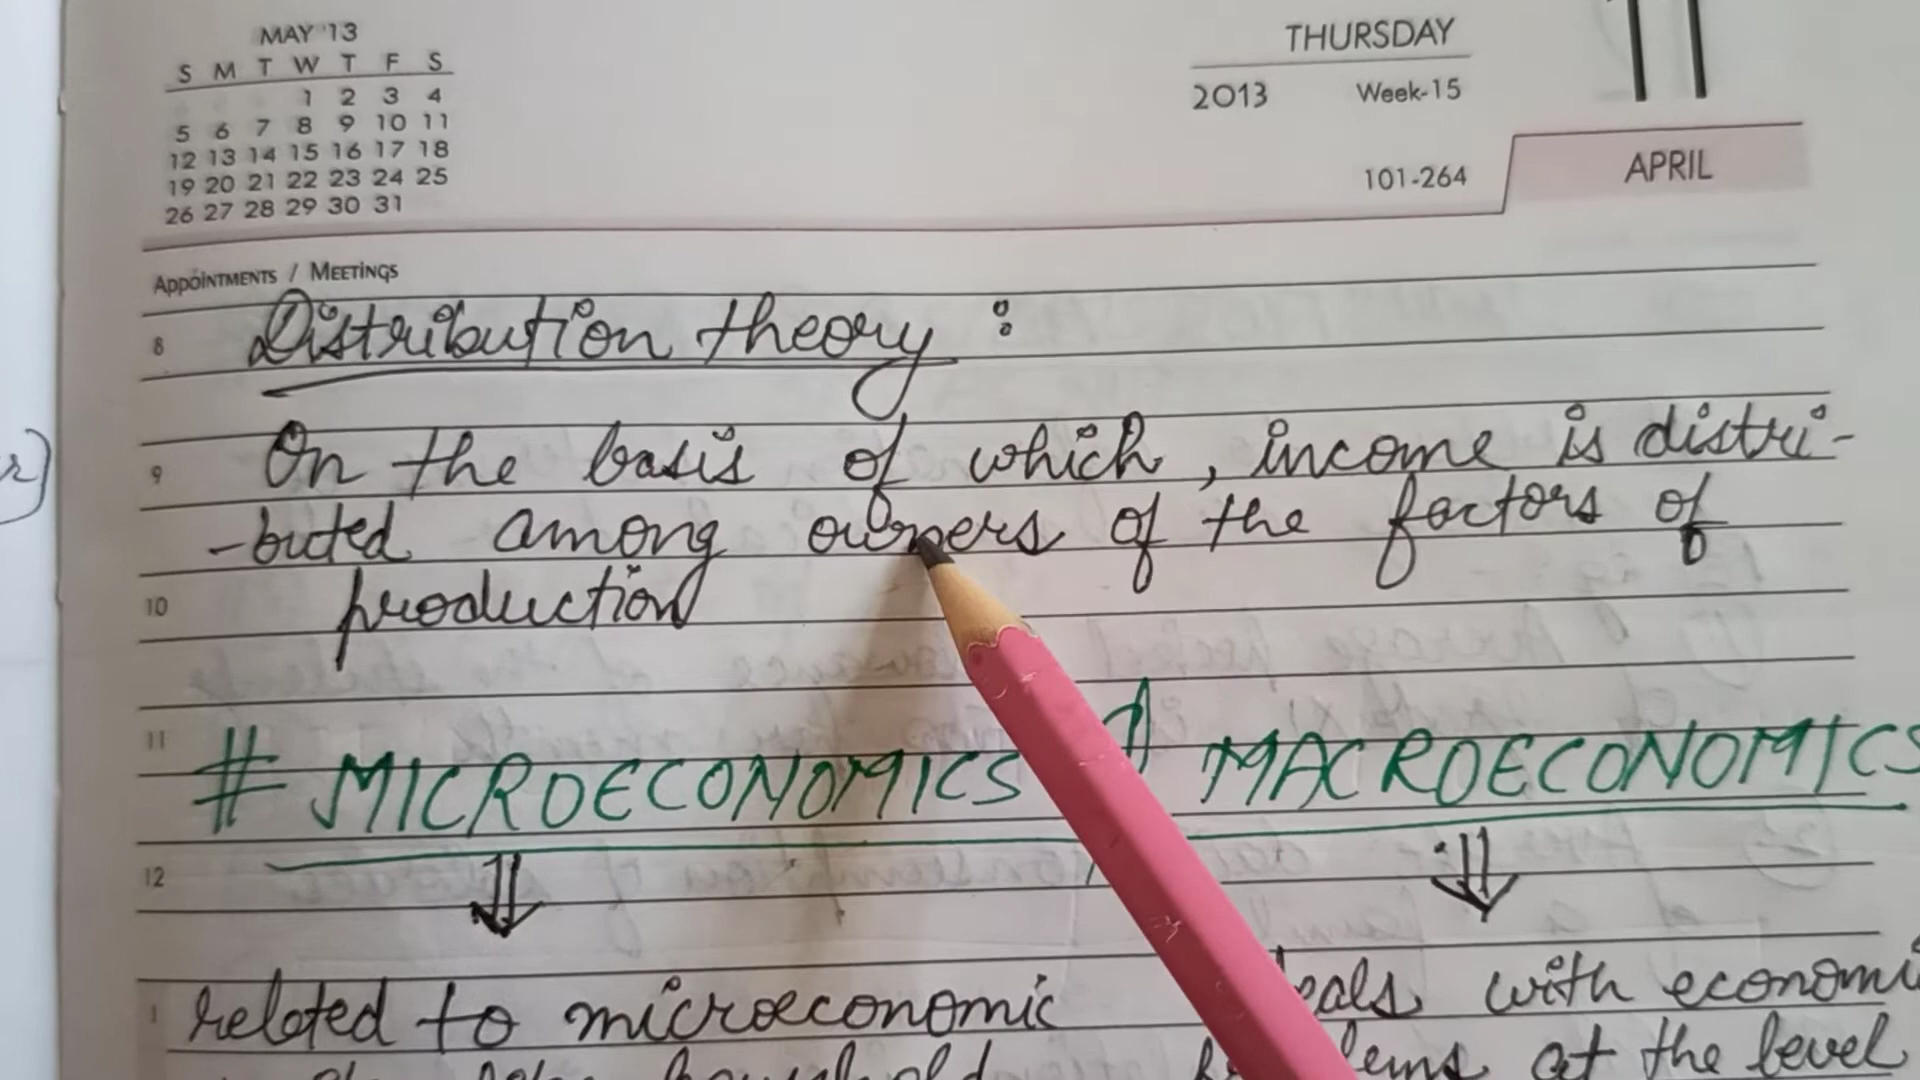 MAY '13
S M T W T F S
1 2 3 4
5 6 7 8 9 10 11
12 13 14 15 16 17 18
19 20 21 22 23 24 25
26 27 28 29 30 31
THURSDAY
11
2013 Week-15
101-264
APRIL
Appointments / Meetings
8 Distribution theory :
9 On the basis of which, income is distri-
-buted among owners of the factors of
10 production
11 # MICROECONOMICS MACROECONOMICS
12
1 related to microeconomic with economi
household at the level